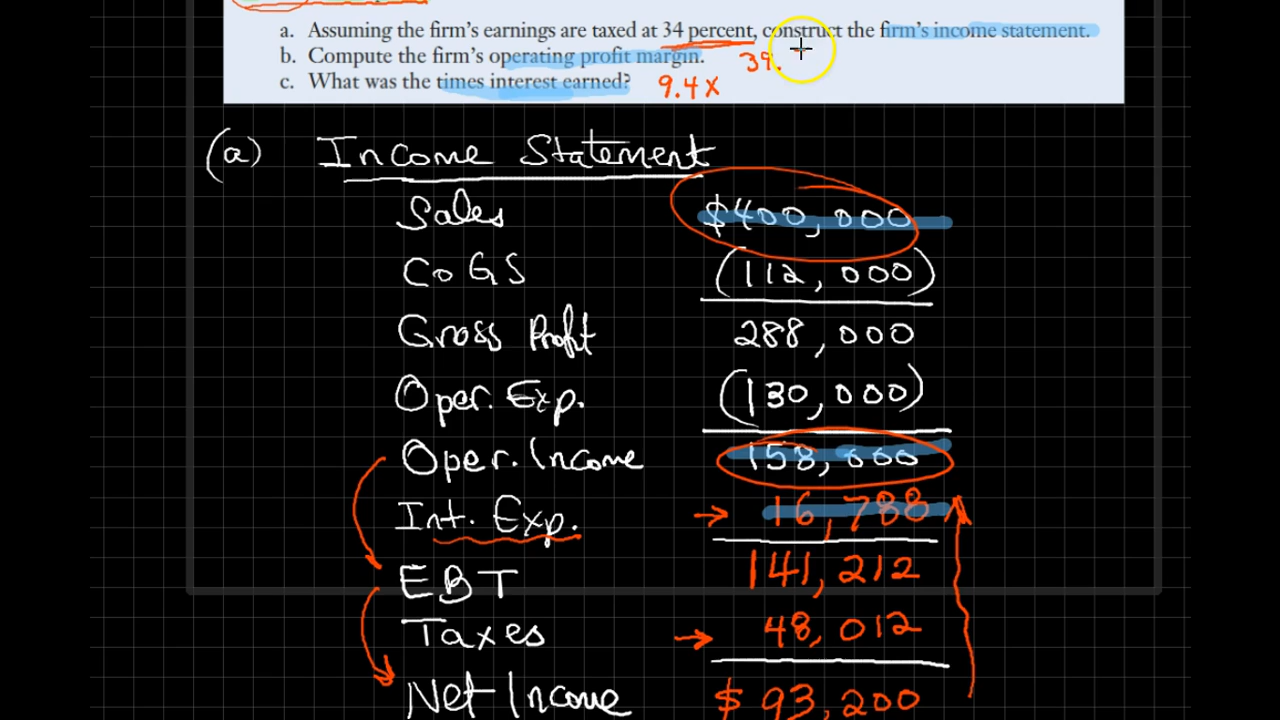 a. Assuming the firm's earnings are taxed at 34 percent, construct the firm's income statement.
b. Compute the firm's operating profit margin. 39.
c. What was the times interest earned? 9.4x
(a) Income Statement
Sales $400,000
CoGS (112,000)
Gross Profit 288,000
Oper. Exp. (130,000)
Oper. Income 158,000
Int. Exp. → 16,788
EBT 141,212
Taxes → 48,012
Net Income $93,200